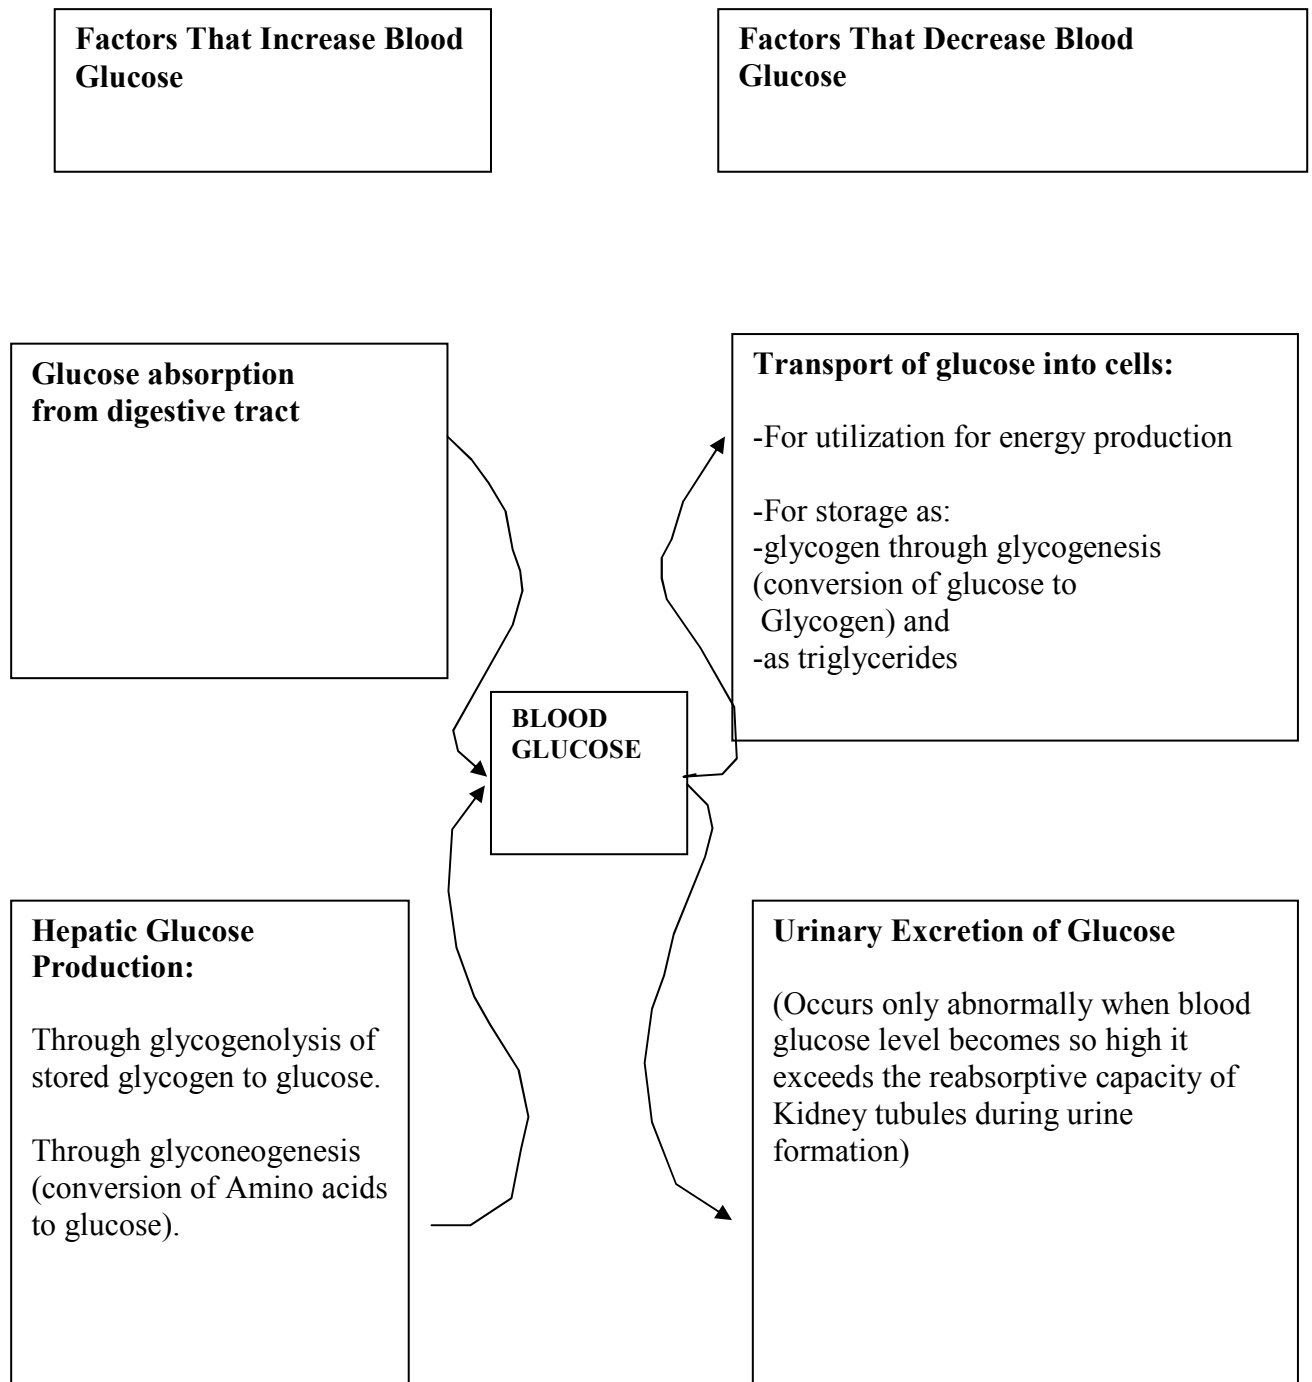 Factors That Increase Blood
Glucose
Factors That Decrease Blood
Glucose
Glucose absorption
from digestive tract
Transport of glucose into cells:
-For utilization for energy production
-For storage as:
-glycogen through glycogenesis
(conversion of glucose to
Glycogen) and
-as triglycerides
BLOOD
GLUCOSE
Hepatic Glucose
Production:
Through glycogenolysis of
stored glycogen to glucose.
Through glyconeogenesis
(conversion of Amino acids
to glucose).
Urinary Excretion of Glucose
(Occurs only abnormally when blood
glucose level becomes so high it
exceeds the reabsorptive capacity of
Kidney tubules during urine
formation)